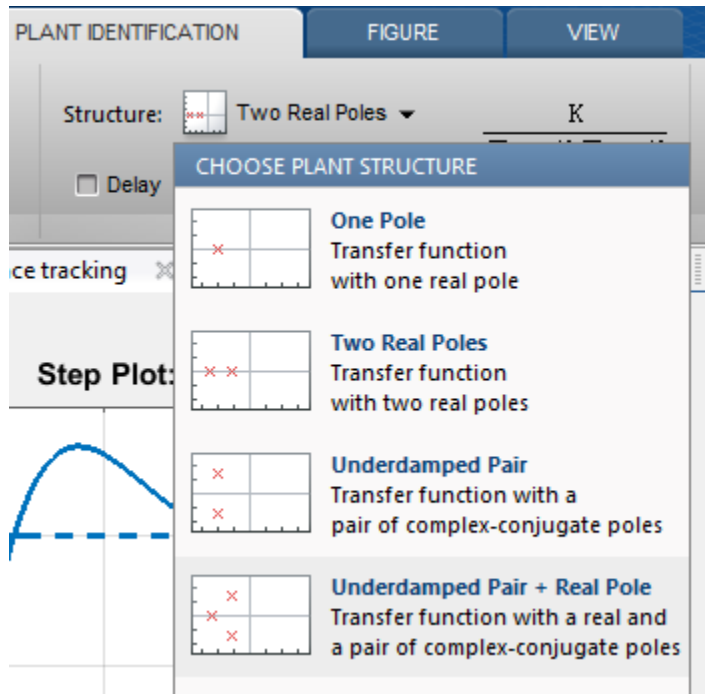 PLANT IDENTIFICATION
FIGURE
VIEW
Structure:
Two Real Poles
K
Delay
CHOOSE PLANT STRUCTURE
One Pole
Transfer function
with one real pole
ce tracking
Two Real Poles
Transfer function
with two real poles
Step Plot:
Underdamped Pair
Transfer function with a
pair of complex-conjugate poles
Underdamped Pair + Real Pole
Transfer function with a real and
a pair of complex-conjugate poles